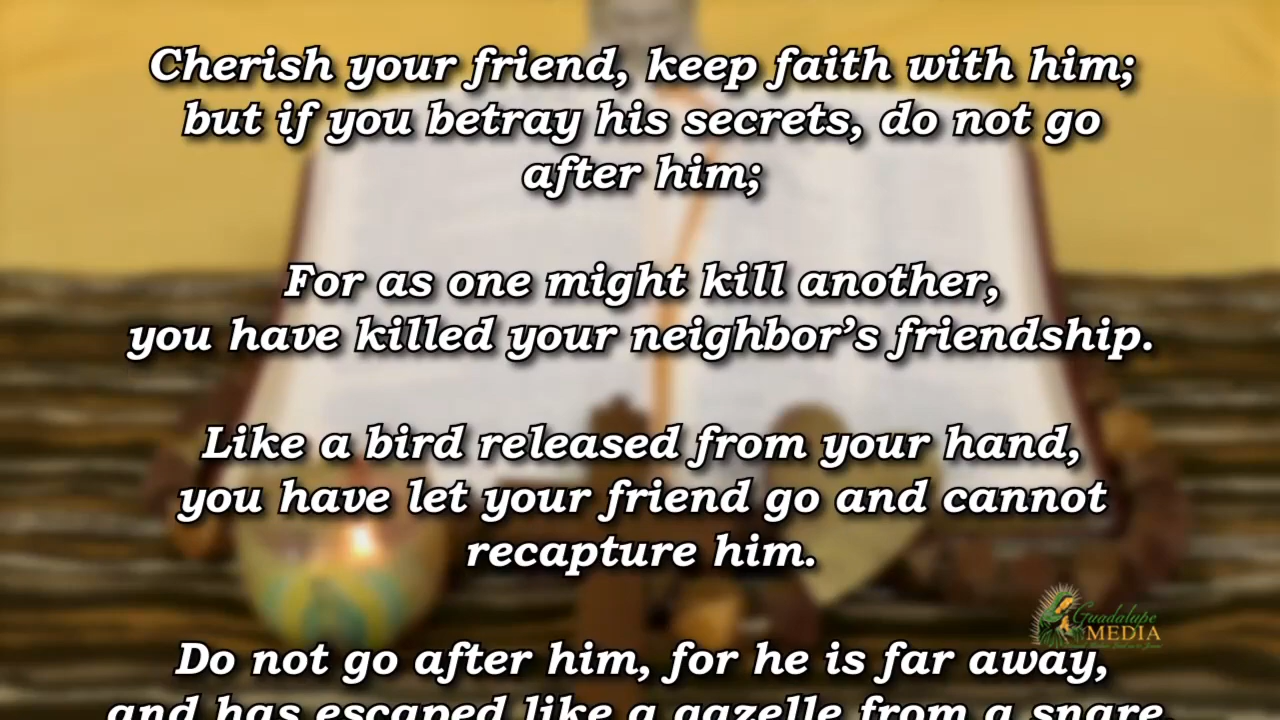 Cherish your friend, keep faith with him;
but if you betray his secrets, do not go
after him;
For as one might kill another,
you have killed your neighbor’s friendship.
Like a bird released from your hand,
you have let your friend go and cannot
recapture him.
Guadalupe
MEDIA
Do not go after him, for he is far away,
and has escaped like a gazelle from a snare